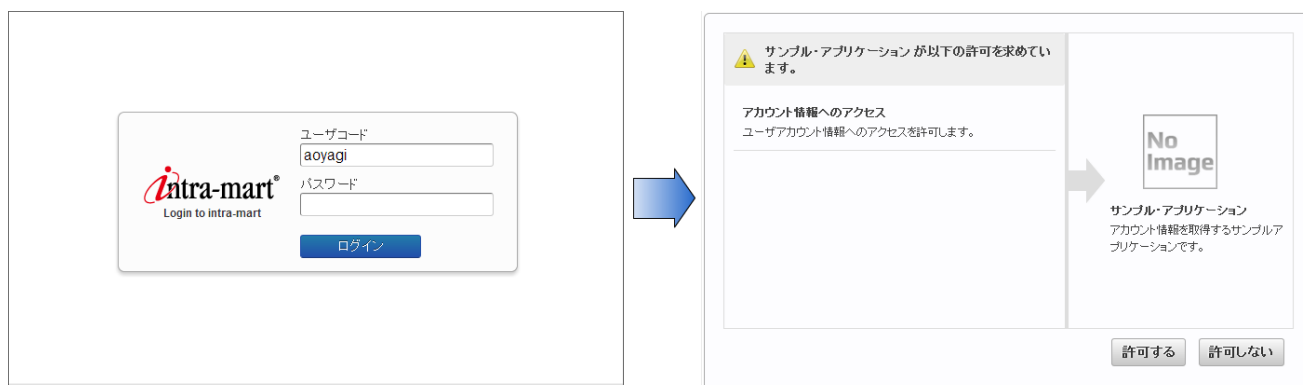 ユーザコード
aoyagi
パスワード
intra-mart®
Login to intra-mart
ログイン
サンプル・アプリケーション が以下の許可を求めてい
ます。
アカウント情報へのアクセス
ユーザアカウント情報へのアクセスを許可します。
No
Image
サンプル・アプリケーション
アカウント情報を取得するサンプルア
プリケーションです。
許可する
許可しない